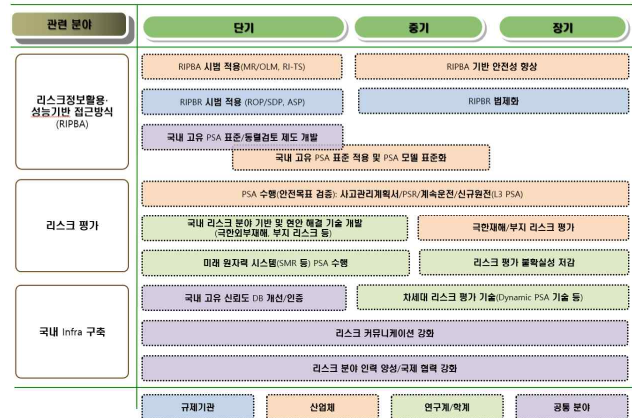 관련 분야
단기
중기
장기
리스크정보활용·
성능기반 접근방식
(RIPBA)
RIPBA 시범 적용(MR/OLM, RI-TS)
RIPBA 기반 안전성 향상
RIPBR 시범 적용 (ROP/SDP, ASP)
RIPBR 법제화
국내 고유 PSA 표준/동렬검토 제도 개발
국내 고유 PSA 표준 적용 및 PSA 모델 표준화
리스크 평가
PSA 수행(안전목표 검증): 사고관리계획서/PSR/계속운전/신규원전(L3 PSA)
국내 리스크 분야 기반 및 현안 해결 기술 개발
(극한외부재해, 부지 리스크 등)
극한재해/부지 리스크 평가
미래 원자력 시스템(SMR 등) PSA 수행
리스크 평가 불확실성 저감
국내 Infra 구축
국내 고유 신뢰도 DB 개선/인증
차세대 리스크 평가 기술(Dynamic PSA 기술 등)
리스크 커뮤니케이션 강화
리스크 분야 인력 양성/국제 협력 강화
규제기관
산업체
연구계/학계
공통 분야